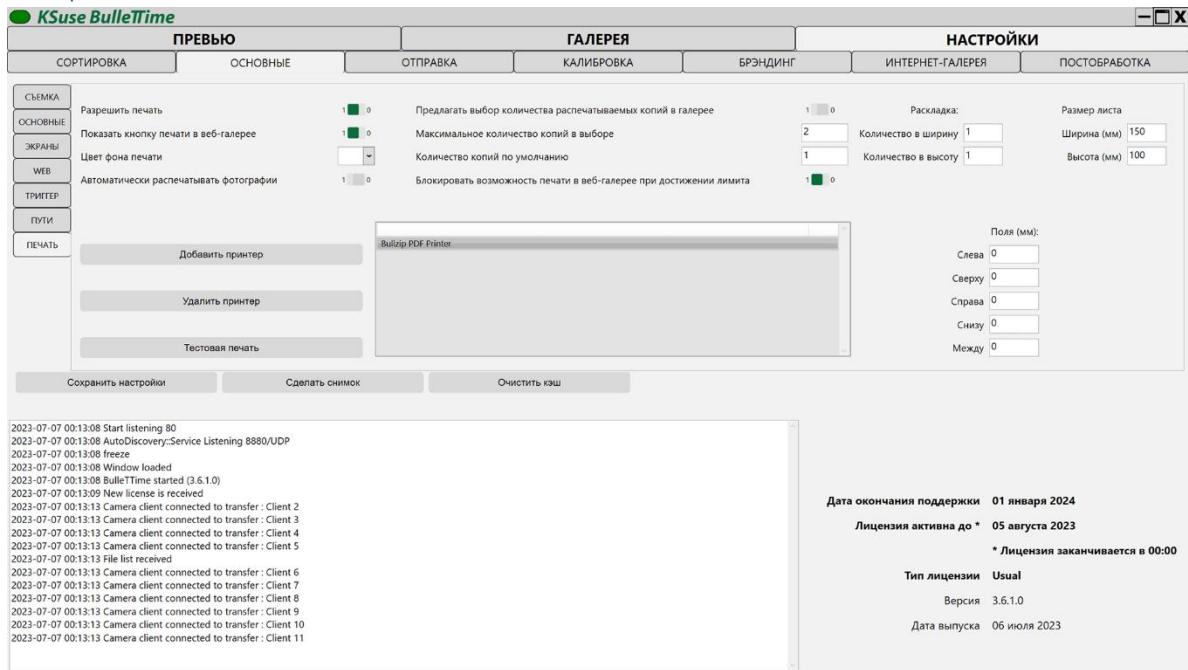 KSuse BulleTTime
ПРЕВЬЮ ГАЛЕРЕЯ НАСТРОЙКИ
СОРТИРОВКА ОСНОВНЫЕ ОТПРАВКА КАЛИБРОВКА БРЭНДИНГ ИНТЕРНЕТ-ГАЛЕРЕЯ ПОСТОБРАБОТКА
СЪЕМКА
ОСНОВНЫЕ
ЭКРАНЫ
WEB
ТРИГГЕР
ПУТИ
ПЕЧАТЬ
Разрешить печать 1 0
Показать кнопку печати в веб-галерее 1 0
Цвет фона печати
Автоматически распечатывать фотографии 1 0
Предлагать выбор количества распечатываемых копий в галерее 1 0
Максимальное количество копий в выборе 2
Количество копий по умолчанию 1
Блокировать возможность печати в веб-галерее при достижении лимита 1 0
Раскладка:
Количество в ширину 1
Количество в высоту 1
Размер листа
Ширина (мм) 150
Высота (мм) 100
Добавить принтер
Удалить принтер
Тестовая печать
Bullzip PDF Printer
Поля (мм):
Слева 0
Сверху 0
Справа 0
Снизу 0
Между 0
Сохранить настройки Сделать снимок Очистить кэш
2023-07-07 00:13:08 Start listening 80
2023-07-07 00:13:08 AutoDiscovery::Service Listening 8880/UDP
2023-07-07 00:13:08 freeze
2023-07-07 00:13:08 Window loaded
2023-07-07 00:13:08 BulleTTime started (3.6.1.0)
2023-07-07 00:13:09 New license is received
2023-07-07 00:13:13 Camera client connected to transfer : Client 2
2023-07-07 00:13:13 Camera client connected to transfer : Client 3
2023-07-07 00:13:13 Camera client connected to transfer : Client 4
2023-07-07 00:13:13 Camera client connected to transfer : Client 5
2023-07-07 00:13:13 File list received
2023-07-07 00:13:13 Camera client connected to transfer : Client 6
2023-07-07 00:13:13 Camera client connected to transfer : Client 7
2023-07-07 00:13:13 Camera client connected to transfer : Client 8
2023-07-07 00:13:13 Camera client connected to transfer : Client 9
2023-07-07 00:13:13 Camera client connected to transfer : Client 10
2023-07-07 00:13:13 Camera client connected to transfer : Client 11
Дата окончания поддержки 01 января 2024
Лицензия активна до * 05 августа 2023
* Лицензия заканчивается в 00:00
Тип лицензии Usual
Версия 3.6.1.0
Дата выпуска 06 июля 2023